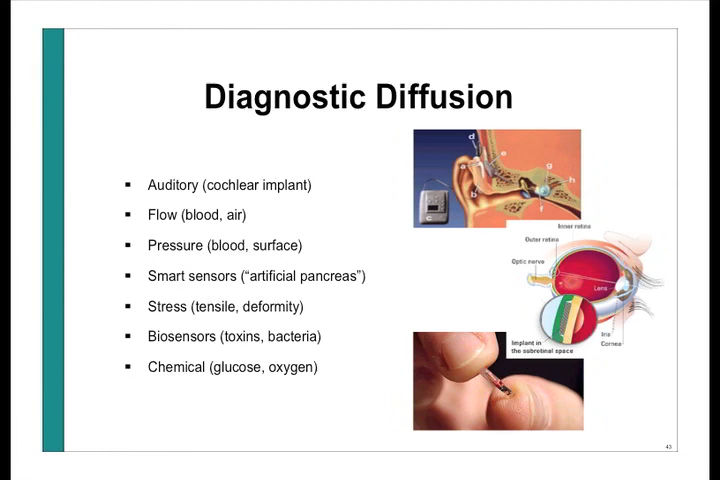 Diagnostic Diffusion
▪ Auditory (cochlear implant)
▪ Flow (blood, air)
▪ Pressure (blood, surface)
▪ Smart sensors (“artificial pancreas”)
▪ Stress (tensile, deformity)
▪ Biosensors (toxins, bacteria)
▪ Chemical (glucose, oxygen)
d
e
a
g
h
b
c
f
Inner retina
Outer retina
Optic nerve
Lens
Iris
Cornea
Implant in
the subretinal space
43